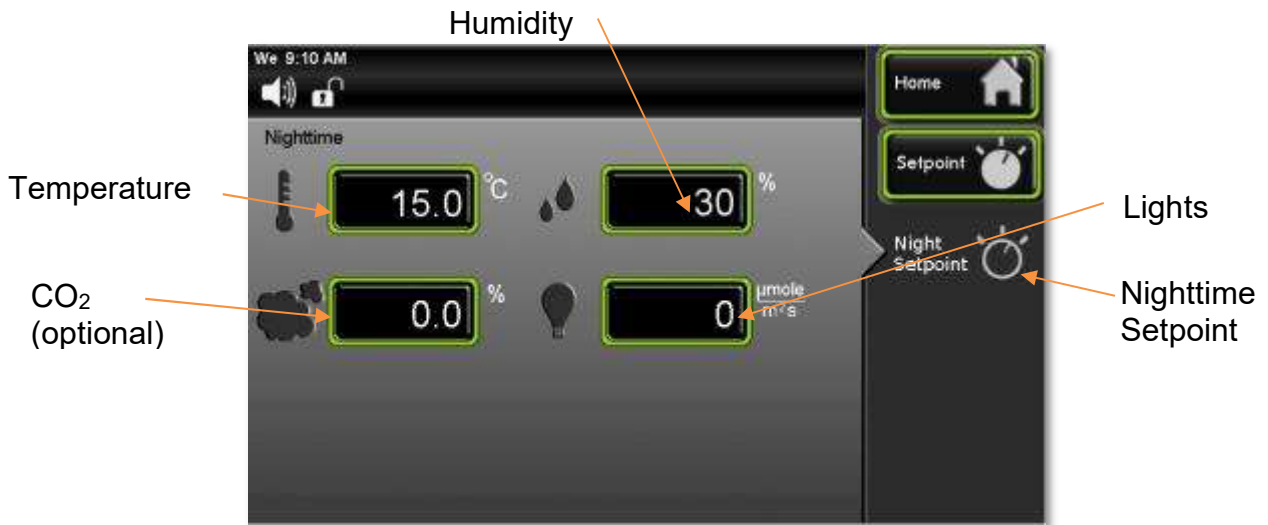 Humidity
We 9:10 AM
Home
Nighttime
Setpoint
Temperature
15.0 °C
30 %
Lights
Night
Setpoint
CO₂
(optional)
0.0 %
0 µmole
m²s
Nighttime
Setpoint